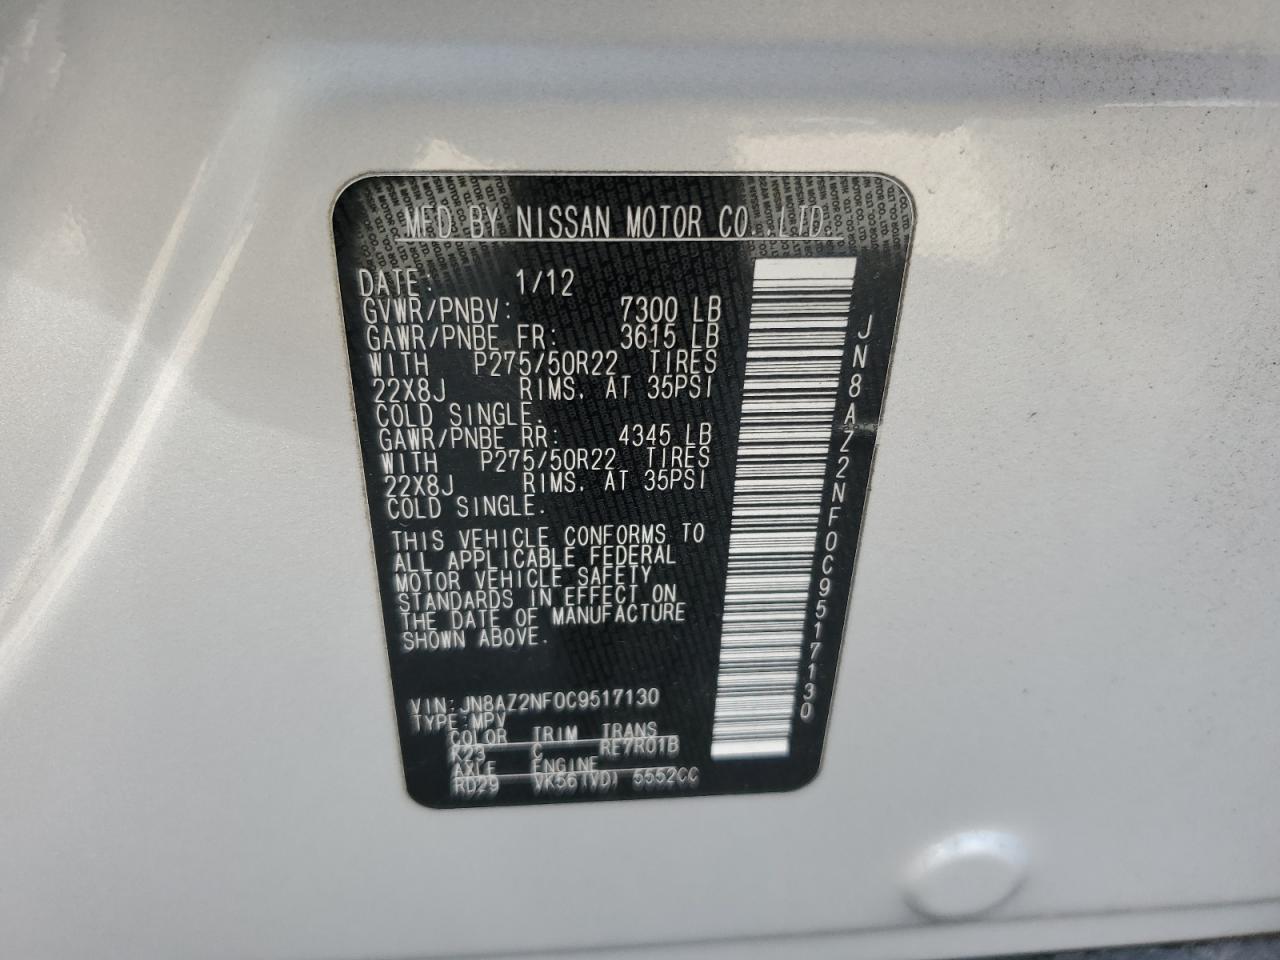 MFD BY NISSAN MOTOR CO., LTD.
DATE: 1/12
GVWR/PNBV: 7300 LB
GAWR/PNBE FR: 3615 LB
WITH P275/50R22 TIRES
22X8J RIMS. AT 35PSI
COLD SINGLE.
GAWR/PNBE RR: 4345 LB
WITH P275/50R22 TIRES
22X8J RIMS. AT 35PSI
COLD SINGLE.
THIS VEHICLE CONFORMS TO
ALL APPLICABLE FEDERAL
MOTOR VEHICLE SAFETY
STANDARDS IN EFFECT ON
THE DATE OF MANUFACTURE
SHOWN ABOVE.
VIN:JN8AZ2NF0C9517130
TYPE:MPV
COLOR TRIM TRANS
K23 C RE7R01B
AXLE ENGINE
RD29 VK56(VD) 5552CC
JN8AZ2NF0C9517130